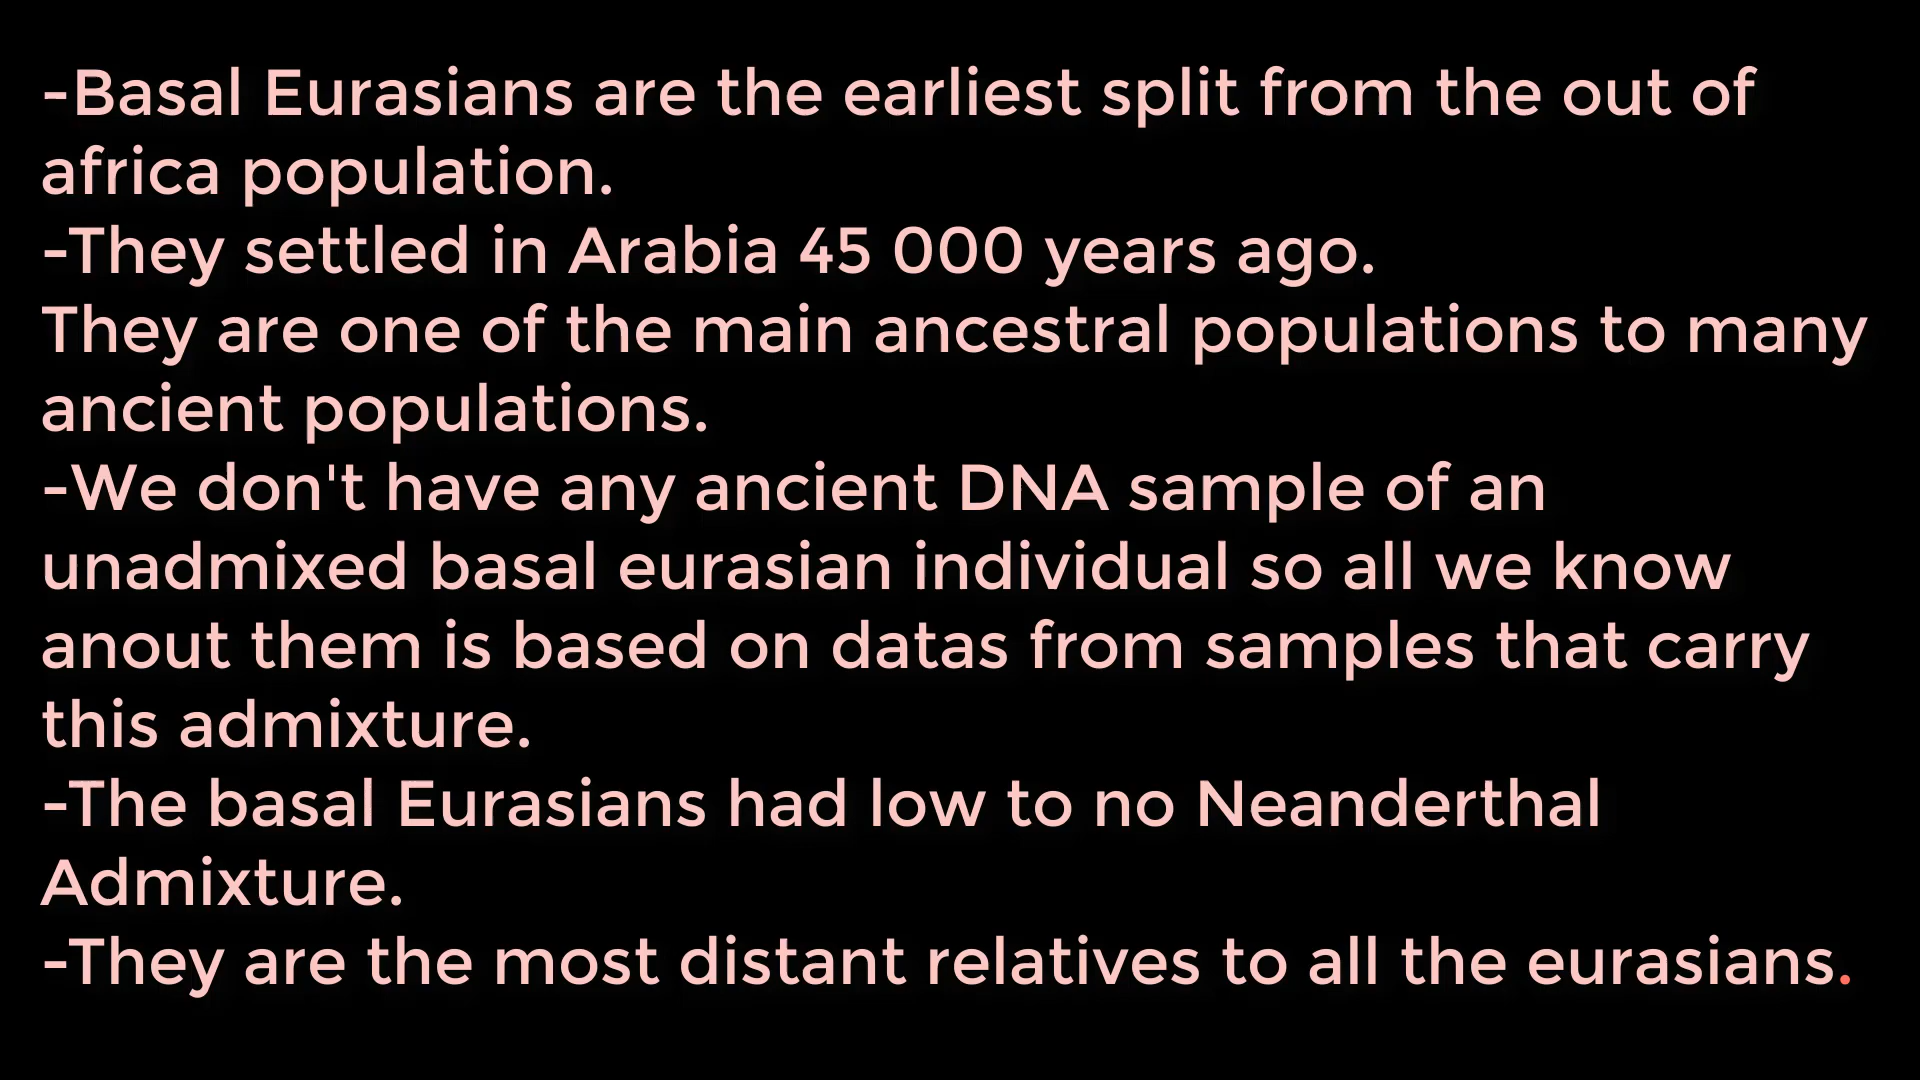 -Basal Eurasians are the earliest split from the out of
africa population.
-They settled in Arabia 45 000 years ago.
They are one of the main ancestral populations to many
ancient populations.
-We don't have any ancient DNA sample of an
unadmixed basal eurasian individual so all we know
anout them is based on datas from samples that carry
this admixture.
-The basal Eurasians had low to no Neanderthal
Admixture.
-They are the most distant relatives to all the eurasians.